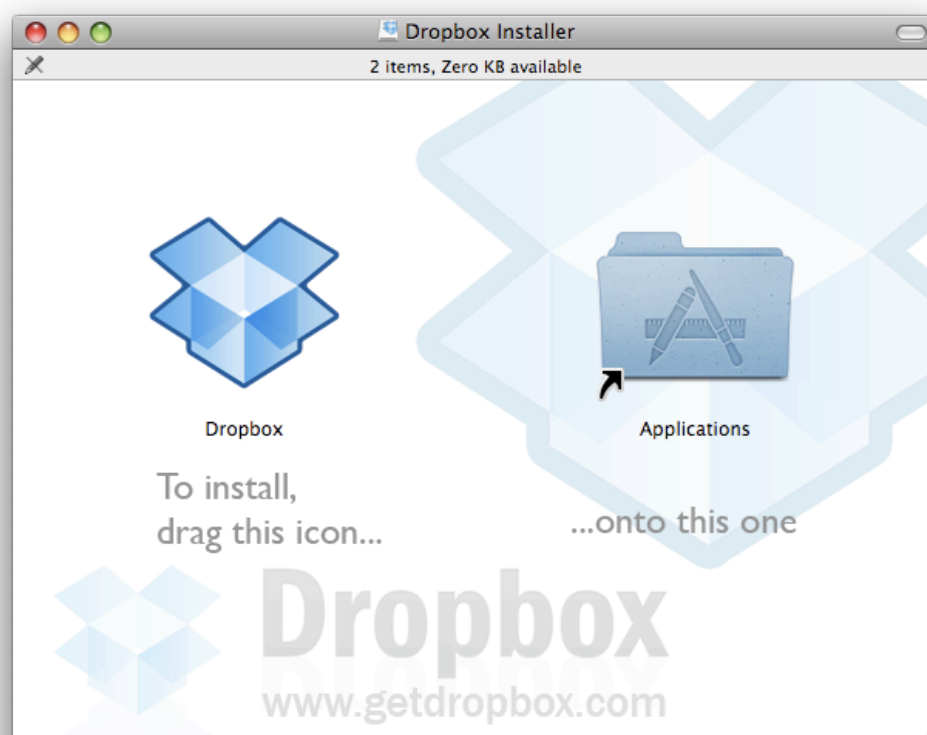 Dropbox Installer
2 items, Zero KB available
Dropbox
Applications
To install,
drag this icon...
...onto this one
Dropbox
www.getdropbox.com